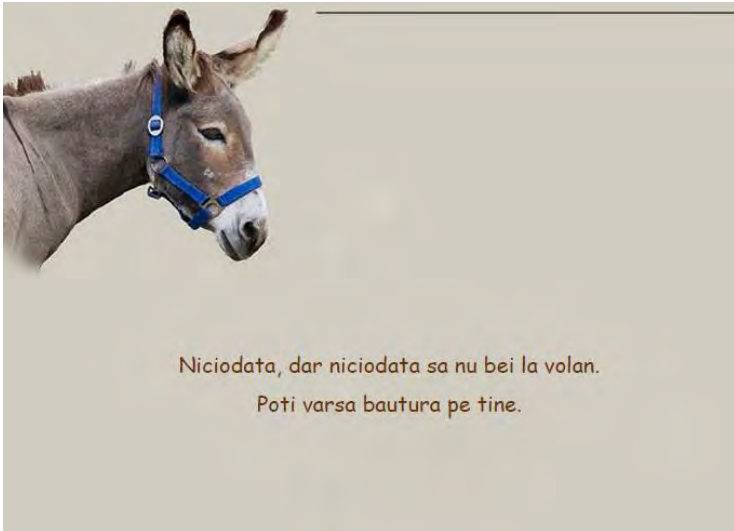 Niciodata, dar niciodata sa nu bei la volan.
Poti varsa bautura pe tine.